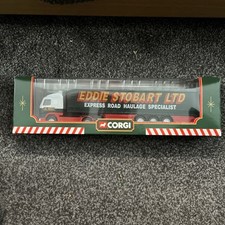 EDDIE STOBART LTD
EXPRESS ROAD HAULAGE SPECIALIST
CORGI